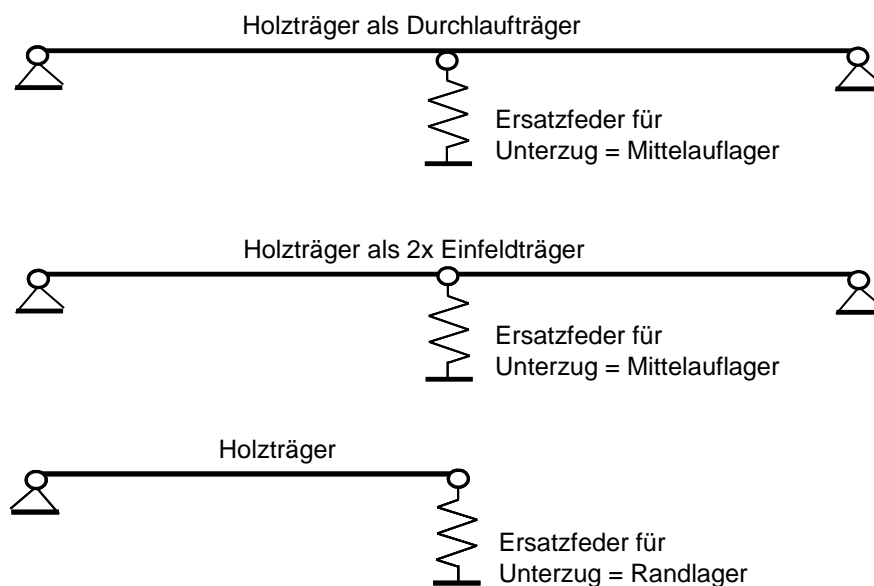 Holzträger als Durchlaufträger
Ersatzfeder für
Unterzug = Mittelauflager
Holzträger als 2x Einfeldträger
Ersatzfeder für
Unterzug = Mittelauflager
Holzträger
Ersatzfeder für
Unterzug = Randlager